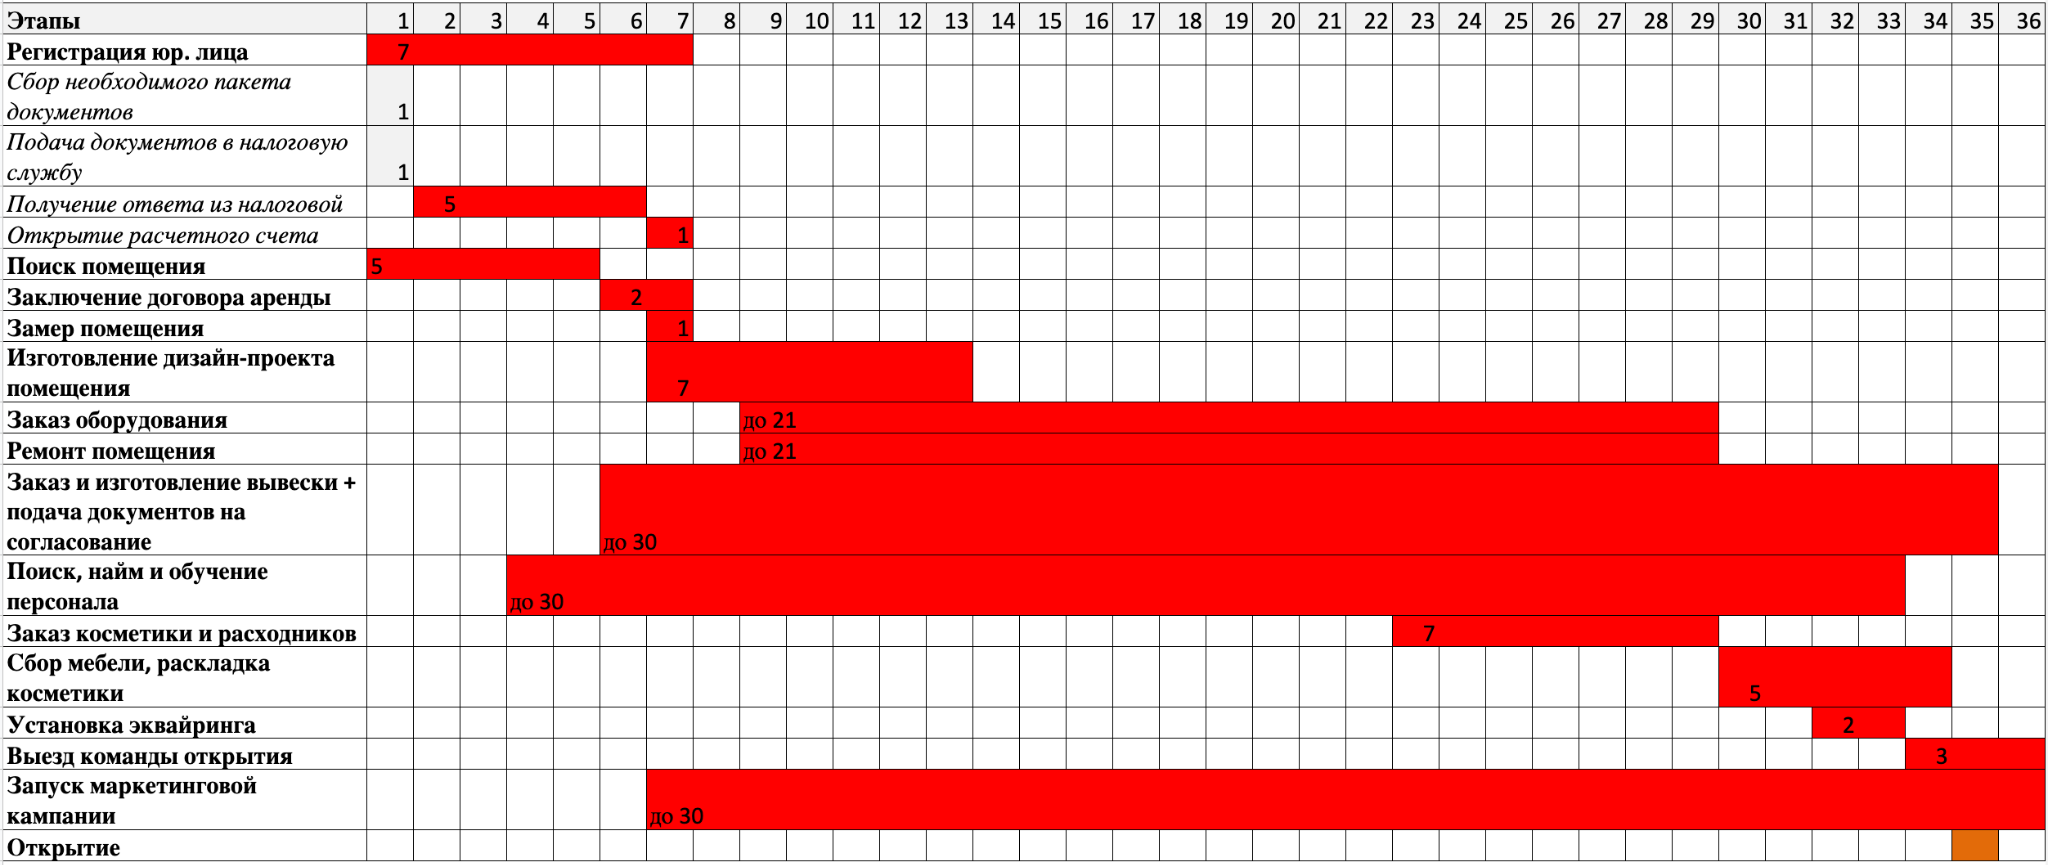 Этапы 1 2 3 4 5 6 7 8 9 10 11 12 13 14 15 16 17 18 19 20 21 22 23 24 25 26 27 28 29 30 31 32 33 34 35 36
Регистрация юр. лица 7
Сбор необходимого пакета
документов 1
Подача документов в налоговую
службу 1
Получение ответа из налоговой 5
Открытие расчетного счета 1
Поиск помещения 5
Заключение договора аренды 2
Замер помещения 1
Изготовление дизайн-проекта
помещения 7
Заказ оборудования до 21
Ремонт помещения до 21
Заказ и изготовление вывески +
подача документов на
согласование до 30
Поиск, найм и обучение
персонала до 30
Заказ косметики и расходников 7
Сбор мебели, раскладка
косметики 5
Установка эквайринга 2
Выезд команды открытия 3
Запуск маркетинговой
кампании до 30
Открытие